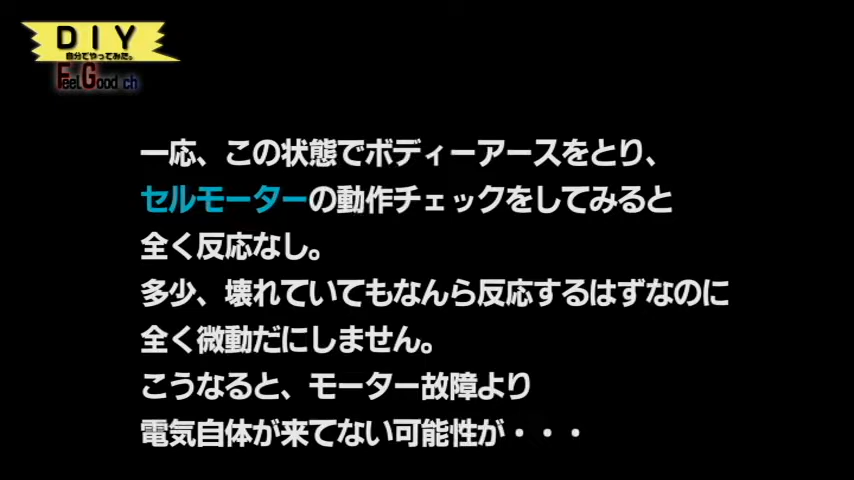 DIY
自分でやってみた。
FeelGood ch
一応、この状態でボディーアースをとり、
セルモーターの動作チェックをしてみると
全く反応なし。
多少、壊れていてもなんら反応するはずなのに
全く微動だにしません。
こうなると、モーター故障より
電気自体が来てない可能性が・・・